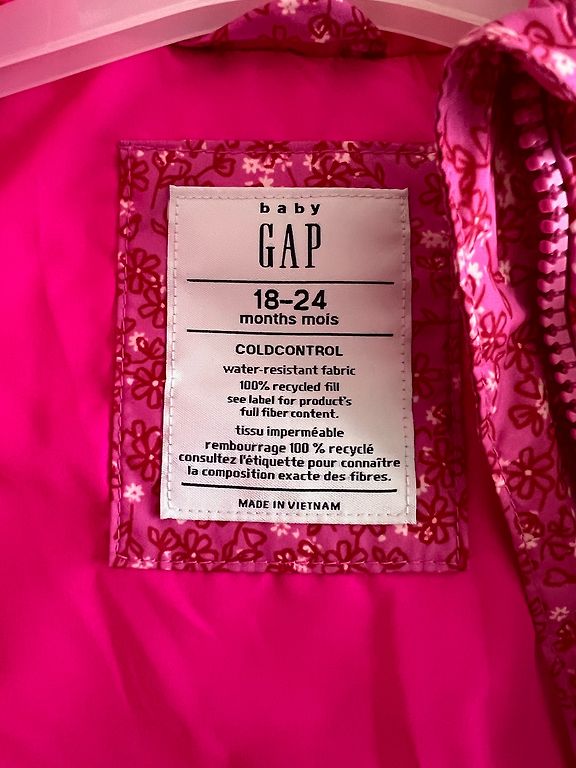 baby
GAP
18-24
months mois
COLDCONTROL
water-resistant fabric
100% recycled fill
see label for product's
full fiber content.
tissu imperméable
rembourrage 100 % recyclé
consultez l'étiquette pour connaître
la composition exacte des fibres.
MADE IN VIETNAM